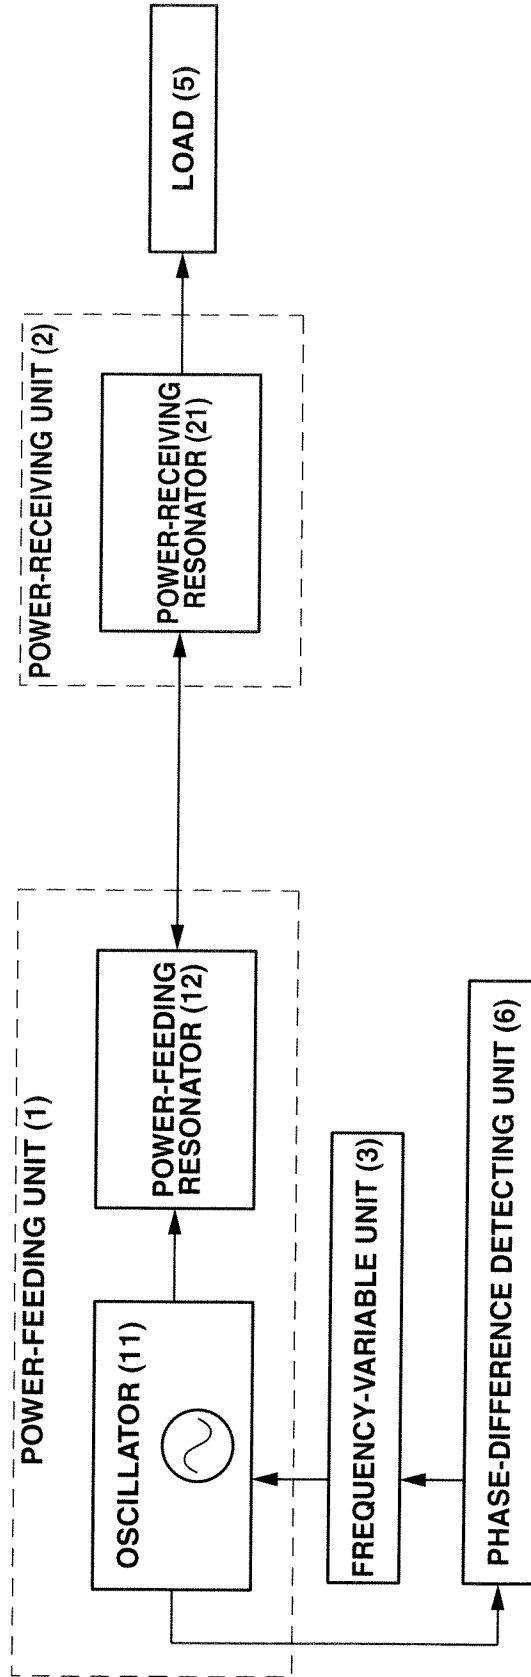 POWER-FEEDING UNIT (1)
OSCILLATOR (11)
POWER-FEEDING
RESONATOR (12)
FREQUENCY-VARIABLE UNIT (3)
PHASE-DIFFERENCE DETECTING UNIT (6)
POWER-RECEIVING UNIT (2)
POWER-RECEIVING
RESONATOR (21)
LOAD (5)